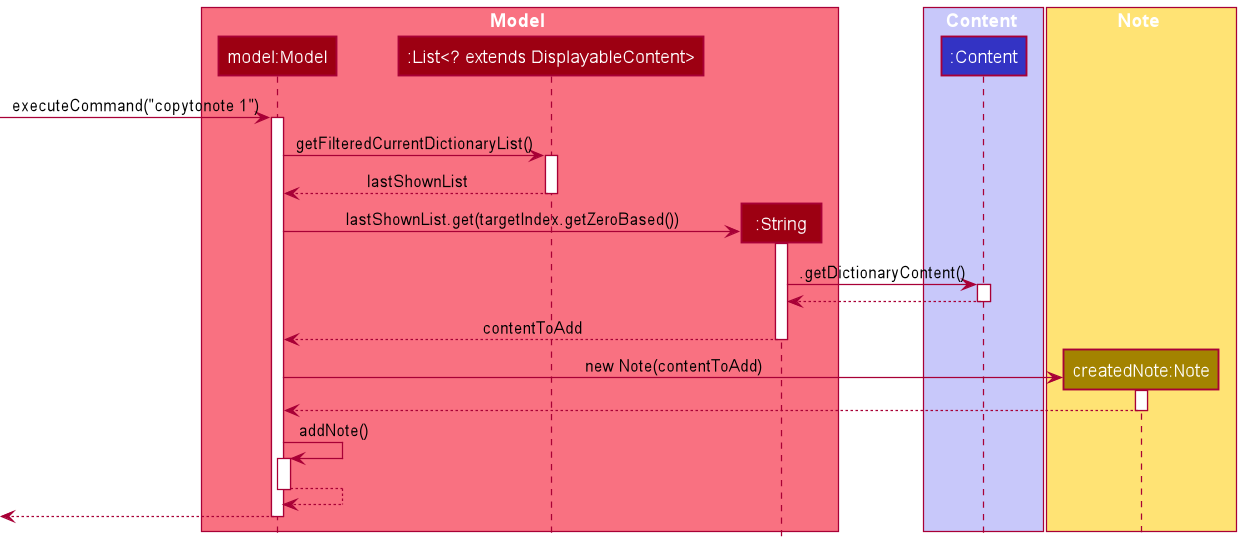 Model
Content
Note
model:Model
:List<? extends DisplayableContent>
:Content
executeCommand("copytonote 1")
getFilteredCurrentDictionaryList()
lastShownList
lastShownList.get(targetIndex.getZeroBased())
:String
.getDictionaryContent()
contentToAdd
new Note(contentToAdd)
createdNote:Note
addNote()